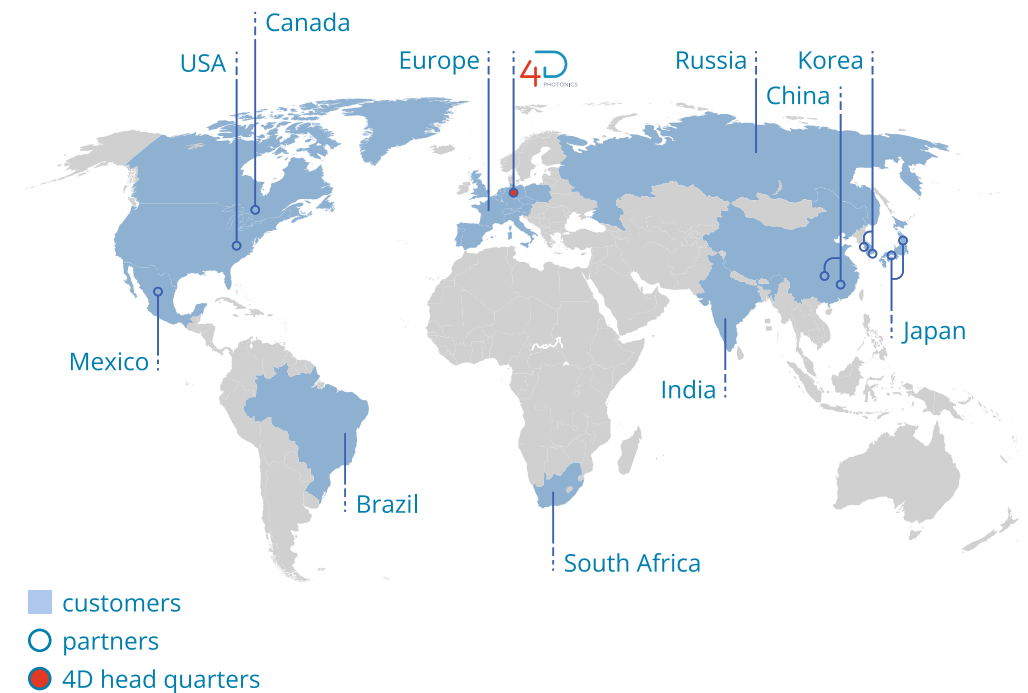 Canada
USA
Europe
4D
PHOTONICS
Russia
Korea
China
Japan
Mexico
India
Brazil
South Africa
customers
partners
4D head quarters